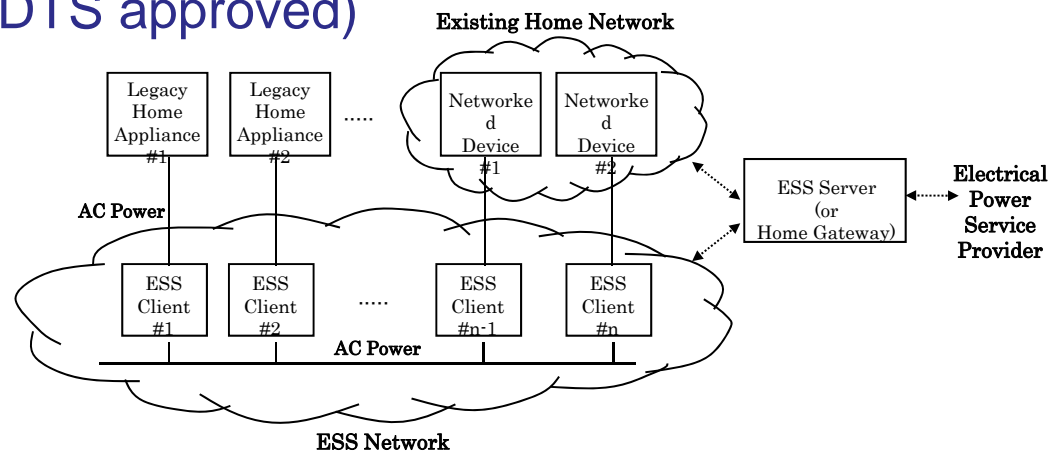 DTS approved)
Existing Home Network
Legacy
Home
Appliance
#1
Legacy
Home
Appliance
#2
.....
Networke
d
Device
#1
Networke
d
Device
#2
ESS Server
(or
Home Gateway)
Electrical
Power
Service
Provider
AC Power
ESS
Client
#1
ESS
Client
#2
.....
ESS
Client
#n-1
ESS
Client
#n
AC Power
ESS Network